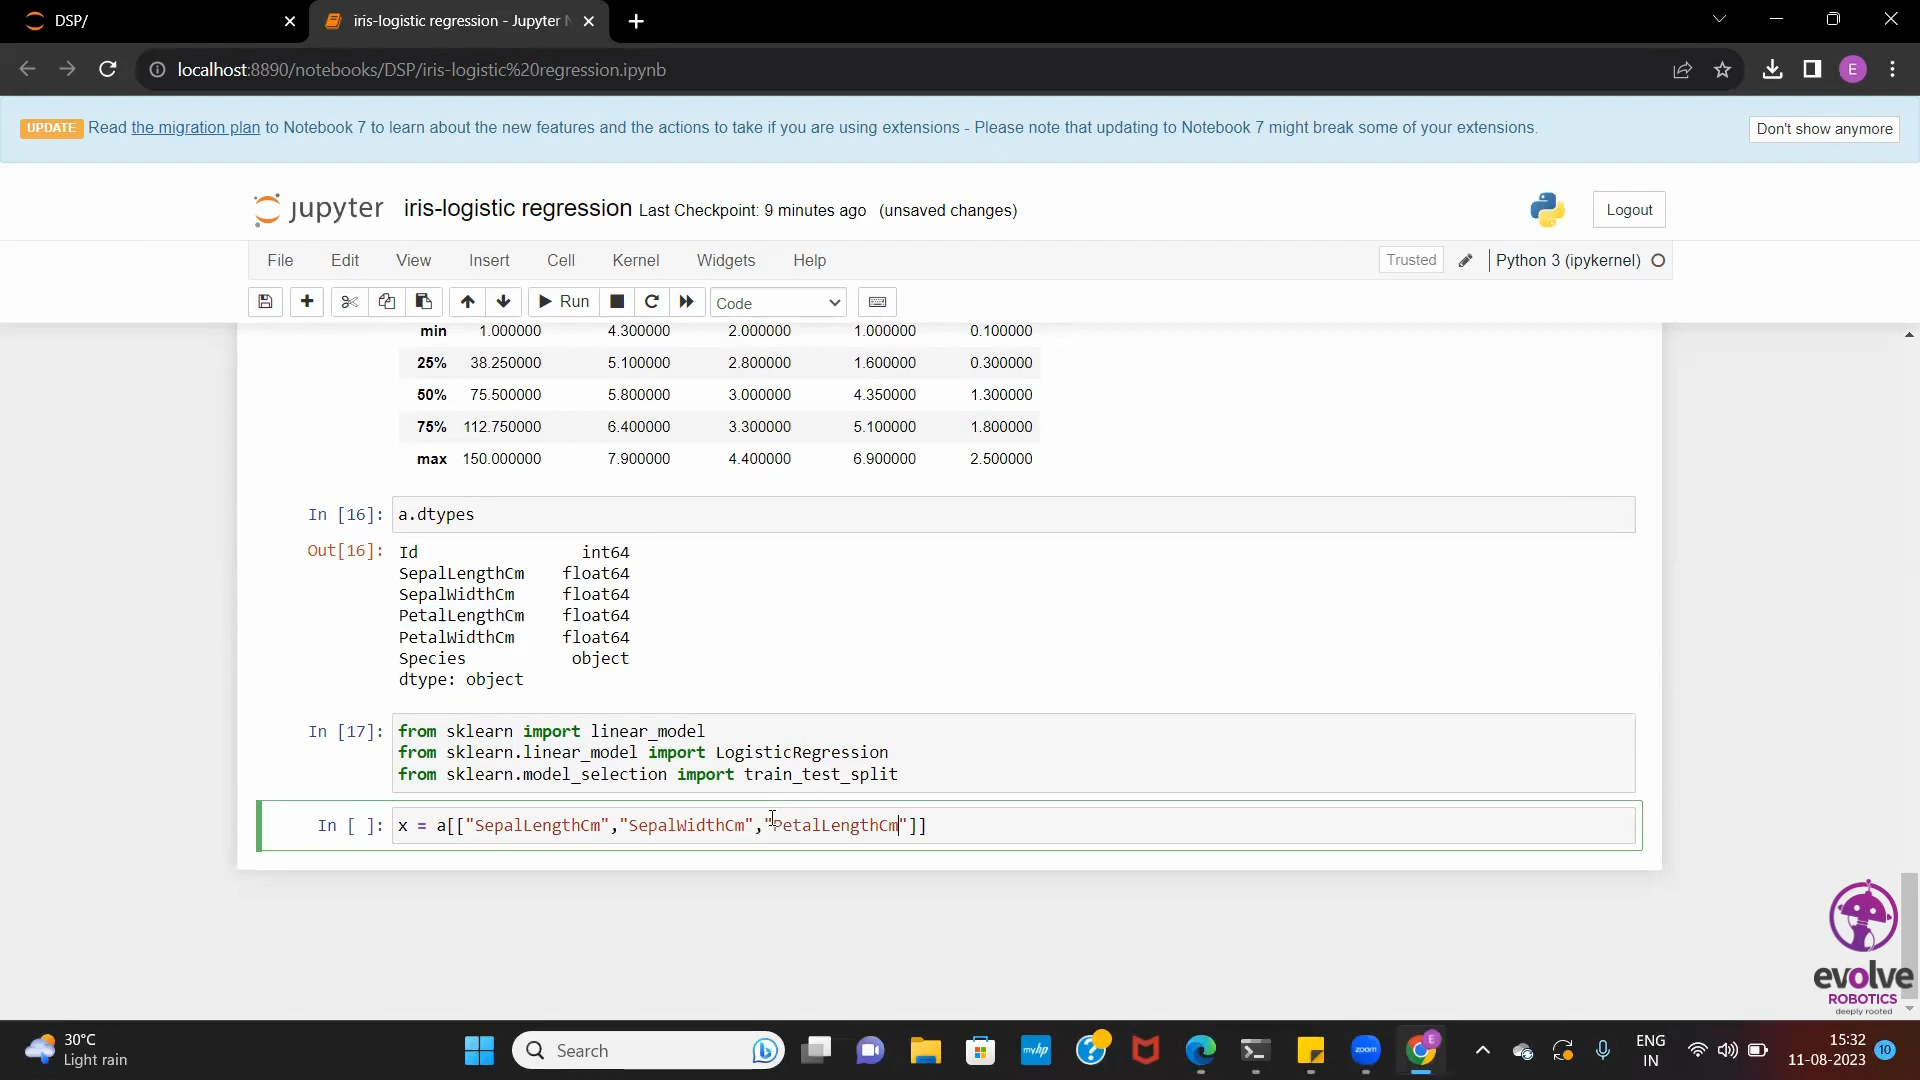 DSP/
iris-logistic regression - Jupyter N
localhost:8890/notebooks/DSP/iris-logistic%20regression.ipynb
E
UPDATE Read the migration plan to Notebook 7 to learn about the new features and the actions to take if you are using extensions - Please note that updating to Notebook 7 might break some of your extensions.
Don't show anymore
jupyter iris-logistic regression Last Checkpoint: 9 minutes ago (unsaved changes)
Logout
File Edit View Insert Cell Kernel Widgets Help
Trusted
Python 3 (ipykernel)
Run
Code
min 1.000000 4.300000 2.000000 1.000000 0.100000
25% 38.250000 5.100000 2.800000 1.600000 0.300000
50% 75.500000 5.800000 3.000000 4.350000 1.300000
75% 112.750000 6.400000 3.300000 5.100000 1.800000
max 150.000000 7.900000 4.400000 6.900000 2.500000
In [16]: a.dtypes
Out[16]: Id int64
SepalLengthCm float64
SepalWidthCm float64
PetalLengthCm float64
PetalWidthCm float64
Species object
dtype: object
In [17]: from sklearn import linear_model
from sklearn.linear_model import LogisticRegression
from sklearn.model_selection import train_test_split
In [ ]: x = a[["SepalLengthCm","SepalWidthCm","PetalLengthCm"]]
evolve
ROBOTICS
deeply rooted
30°C
Light rain
Search
myhp
zoom
E
ENG
IN
15:32
11-08-2023
10